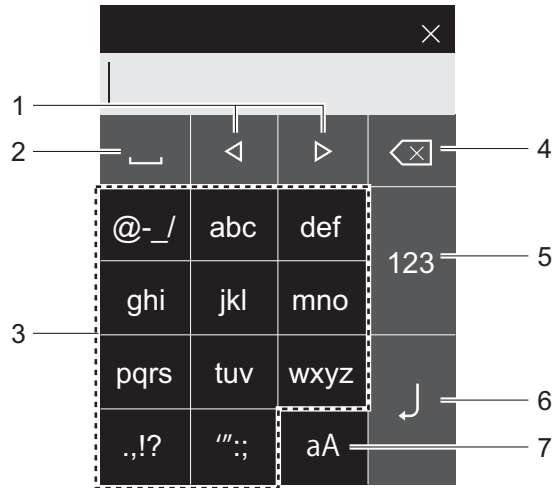 1
2
4
@-_/ abc def
123 5
ghi jkl mno
3
pqrs tuv wxyz
6
.,!? ‘”:; aA
7